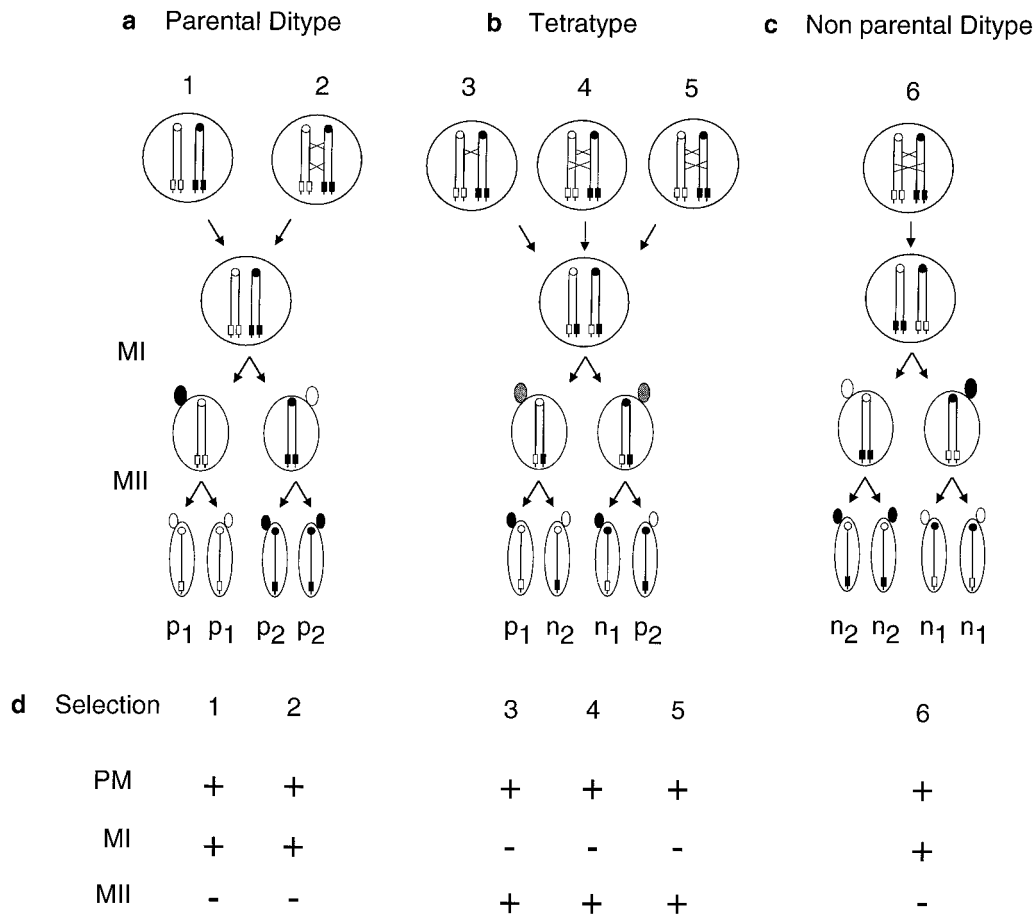 a Parental Ditype b Tetratype c Non parental Ditype
1 2 3 4 5 6
MI
MII
p1 p1 p2 p2 p1 n2 n1 p2 n2 n2 n1 n1
d Selection 1 2 3 4 5 6
PM + + + + + +
MI + + - - - +
MII - - + + + -